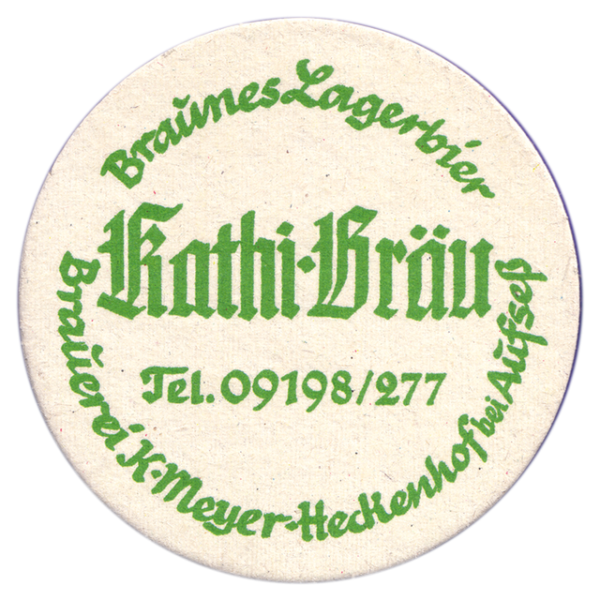 Braunes Lagerbier
Kathi-Bräu
Tel. 09198/277
Brauerei K. Meyer-Heckenhof bei Aufseß